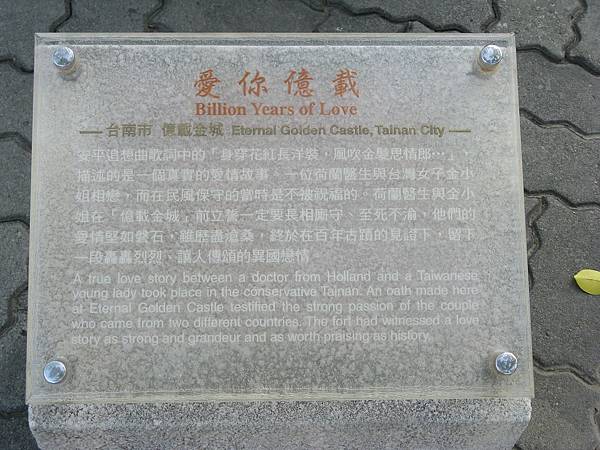 愛你億載
Billion Years of Love
台南市 億載金城 Eternal Golden Castle, Tainan City
安平追想曲歌詞中的「身穿花紅長洋裝,風吹金髮思情郎…」,
描述的是一個真實的愛情故事。一位荷蘭醫生與台灣女子金小
姐相戀,而在民風保守的當時是不被祝福的。荷蘭醫生與金小
姐在「億載金城」前立誓一定要長相厮守、至死不渝,他們的
愛情堅如磐石,雖歷盡滄桑,終於在百年古蹟的見證下,留下
一段轟轟烈烈、讓人傳頌的異國戀情。
A true love story between a doctor from Holland and a Taiwanese
young lady took place in the conservative Tainan. An oath made here
at Eternal Golden Castle testified the strong passion of the couple
who came from two different countries. The fort had witnessed a love
story as strong and grandeur and as worth praising as history.